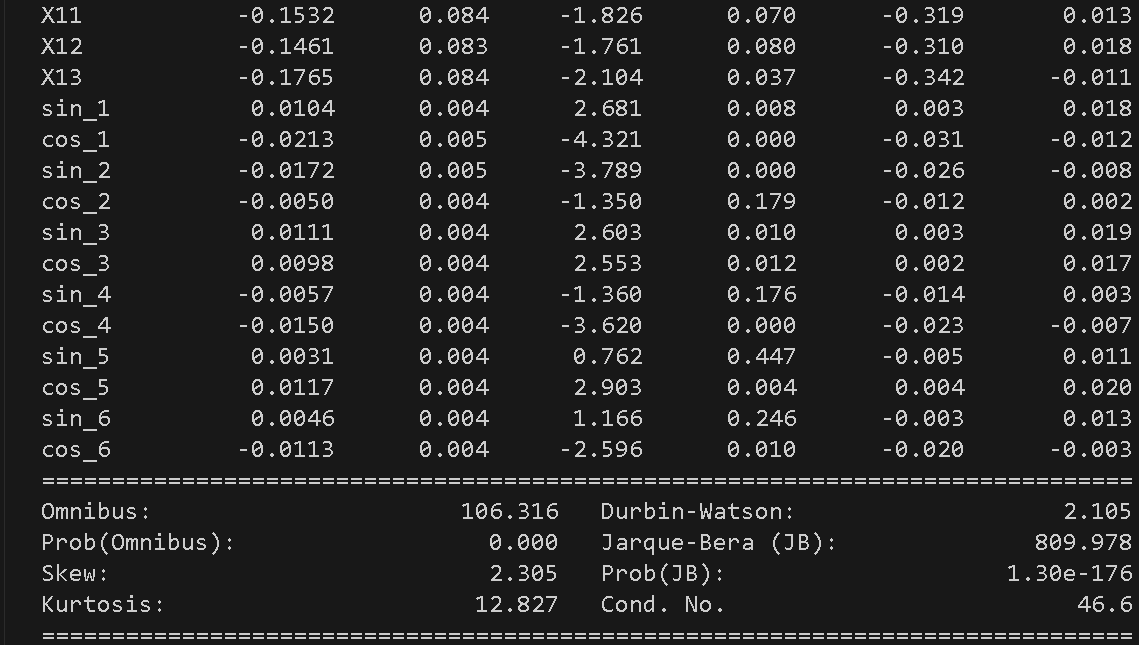 X11 -0.1532 0.084 -1.826 0.070 -0.319 0.013
X12 -0.1461 0.083 -1.761 0.080 -0.310 0.018
X13 -0.1765 0.084 -2.104 0.037 -0.342 -0.011
sin_1 0.0104 0.004 2.681 0.008 0.003 0.018
cos_1 -0.0213 0.005 -4.321 0.000 -0.031 -0.012
sin_2 -0.0172 0.005 -3.789 0.000 -0.026 -0.008
cos_2 -0.0050 0.004 -1.350 0.179 -0.012 0.002
sin_3 0.0111 0.004 2.603 0.010 0.003 0.019
cos_3 0.0098 0.004 2.553 0.012 0.002 0.017
sin_4 -0.0057 0.004 -1.360 0.176 -0.014 0.003
cos_4 -0.0150 0.004 -3.620 0.000 -0.023 -0.007
sin_5 0.0031 0.004 0.762 0.447 -0.005 0.011
cos_5 0.0117 0.004 2.903 0.004 0.004 0.020
sin_6 0.0046 0.004 1.166 0.246 -0.003 0.013
cos_6 -0.0113 0.004 -2.596 0.010 -0.020 -0.003
==============================================================================
Omnibus: 106.316 Durbin-Watson: 2.105
Prob(Omnibus): 0.000 Jarque-Bera (JB): 809.978
Skew: 2.305 Prob(JB): 1.30e-176
Kurtosis: 12.827 Cond. No. 46.6
==============================================================================